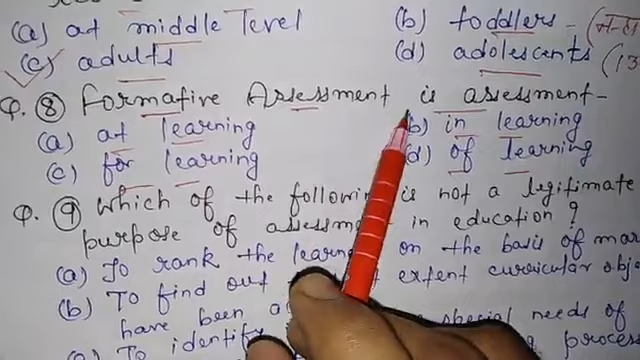 (a) at middle level (b) toddlers -
(c) adults (d) adolescents (13
Q. 8 Formative Assessment is assessment-
(a) at learning (b) in learning
(c) for learning (d) of learning
Q. 9 Which of the following is not a legitimate
purpose of assessment in education?
(a) To rank the on the basis of
(b) To find out extent curricular
have been special needs of
To identify